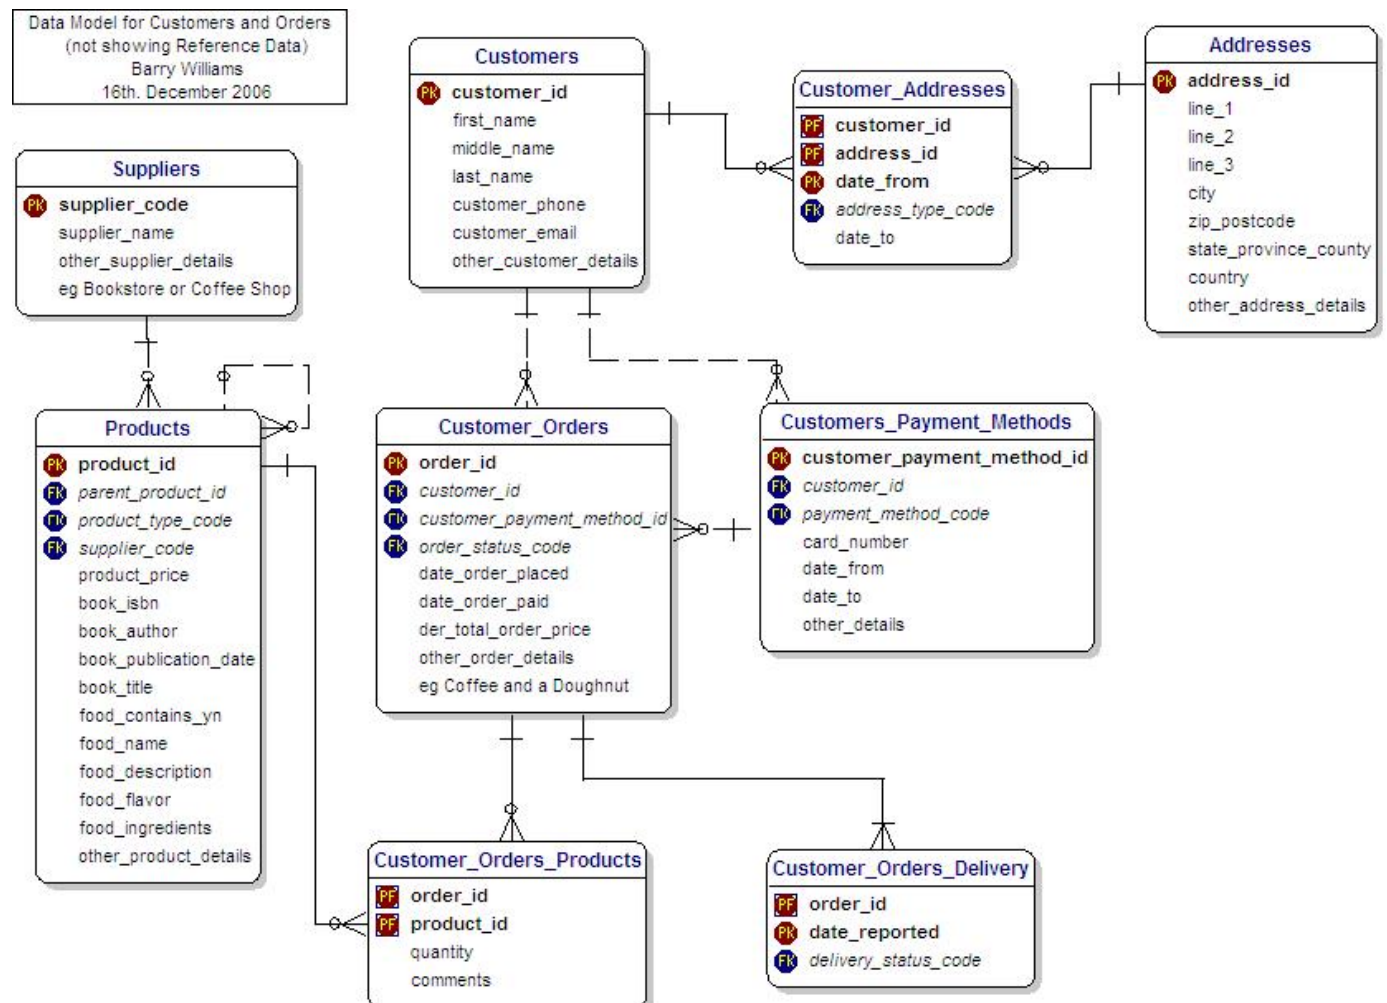 Data Model for Customers and Orders
(not showing Reference Data)
Barry Williams
16th. December 2006
Customers
PK customer_id
first_name
middle_name
last_name
customer_phone
customer_email
other_customer_details
Customer_Addresses
PF customer_id
PF address_id
PK date_from
FK address_type_code
date_to
Addresses
PK address_id
line_1
line_2
line_3
city
zip_postcode
state_province_county
country
other_address_details
Suppliers
PK supplier_code
supplier_name
other_supplier_details
eg Bookstore or Coffee Shop
Products
PK product_id
FK parent_product_id
FK product_type_code
FK supplier_code
product_price
book_isbn
book_author
book_publication_date
book_title
food_contains_yn
food_name
food_description
food_flavor
food_ingredients
other_product_details
Customer_Orders
PK order_id
FK customer_id
FK customer_payment_method_id
FK order_status_code
date_order_placed
date_order_paid
der_total_order_price
other_order_details
eg Coffee and a Doughnut
Customers_Payment_Methods
PK customer_payment_method_id
FK customer_id
FK payment_method_code
card_number
date_from
date_to
other_details
Customer_Orders_Products
PF order_id
PF product_id
quantity
comments
Customer_Orders_Delivery
PF order_id
PK date_reported
FK delivery_status_code